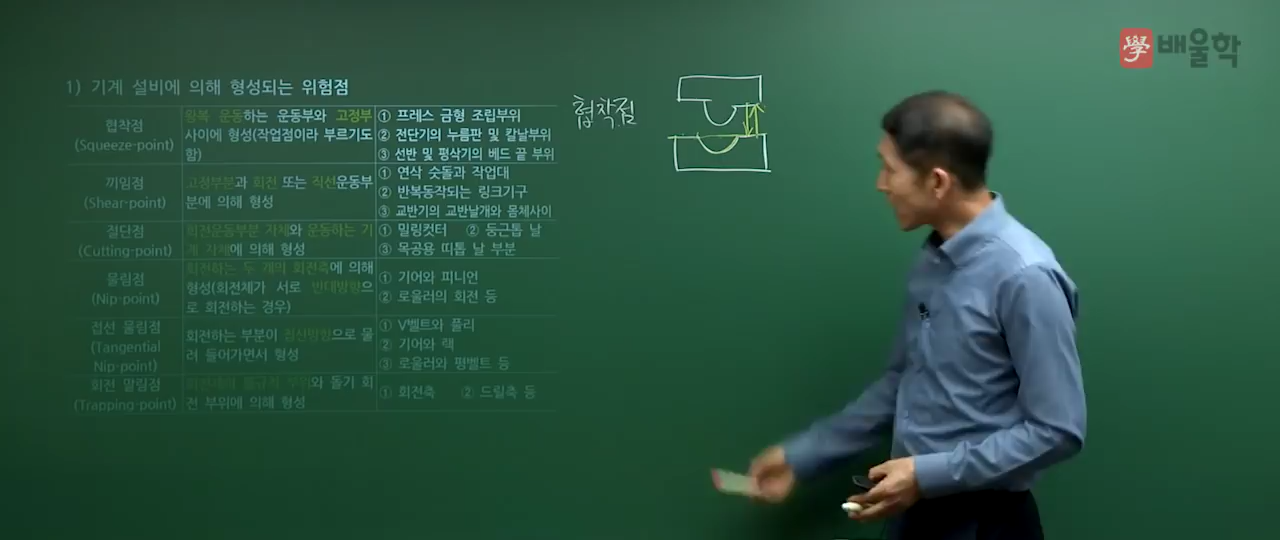 學 배울학
1) 기계 설비에 의해 형성되는 위험점
협착점
(Squeeze-point)
왕복 운동하는 운동부와 고정부
사이에 형성(작업점이라 부르기도
함)
① 프레스 금형 조립부위
② 전단기의 누름판 및 칼날부위
③ 선반 및 평삭기의 베드 끝 부위
끼임점
(Shear-point)
고정부분과 회전 또는 직선운동부
분에 의해 형성
① 연삭 숫돌과 작업대
② 반복동작되는 링크기구
③ 교반기의 교반날개와 몸체사이
절단점
(Cutting-point)
회전운동부분 자체와 운동하는 기
계 자체에 의해 형성
① 밀링컷터 ② 둥근톱 날
③ 목공용 띠톱 날 부분
물림점
(Nip-point)
회전하는 두 개의 회전축에 의해
형성(회전체가 서로 반대방향으
로 회전하는 경우)
① 기어와 피니언
② 로울러의 회전 등
접선 물림점
(Tangential
Nip-point)
회전하는 부분이 접선방향으로 물
려 들어가면서 형성
① V벨트와 풀리
② 기어와 랙
③ 로울러와 평벨트 등
회전 말림점
(Trapping-point)
회전체의 불규칙 부위와 돌기 회
전 부위에 의해 형성
① 회전축 ② 드릴축 등
협착점